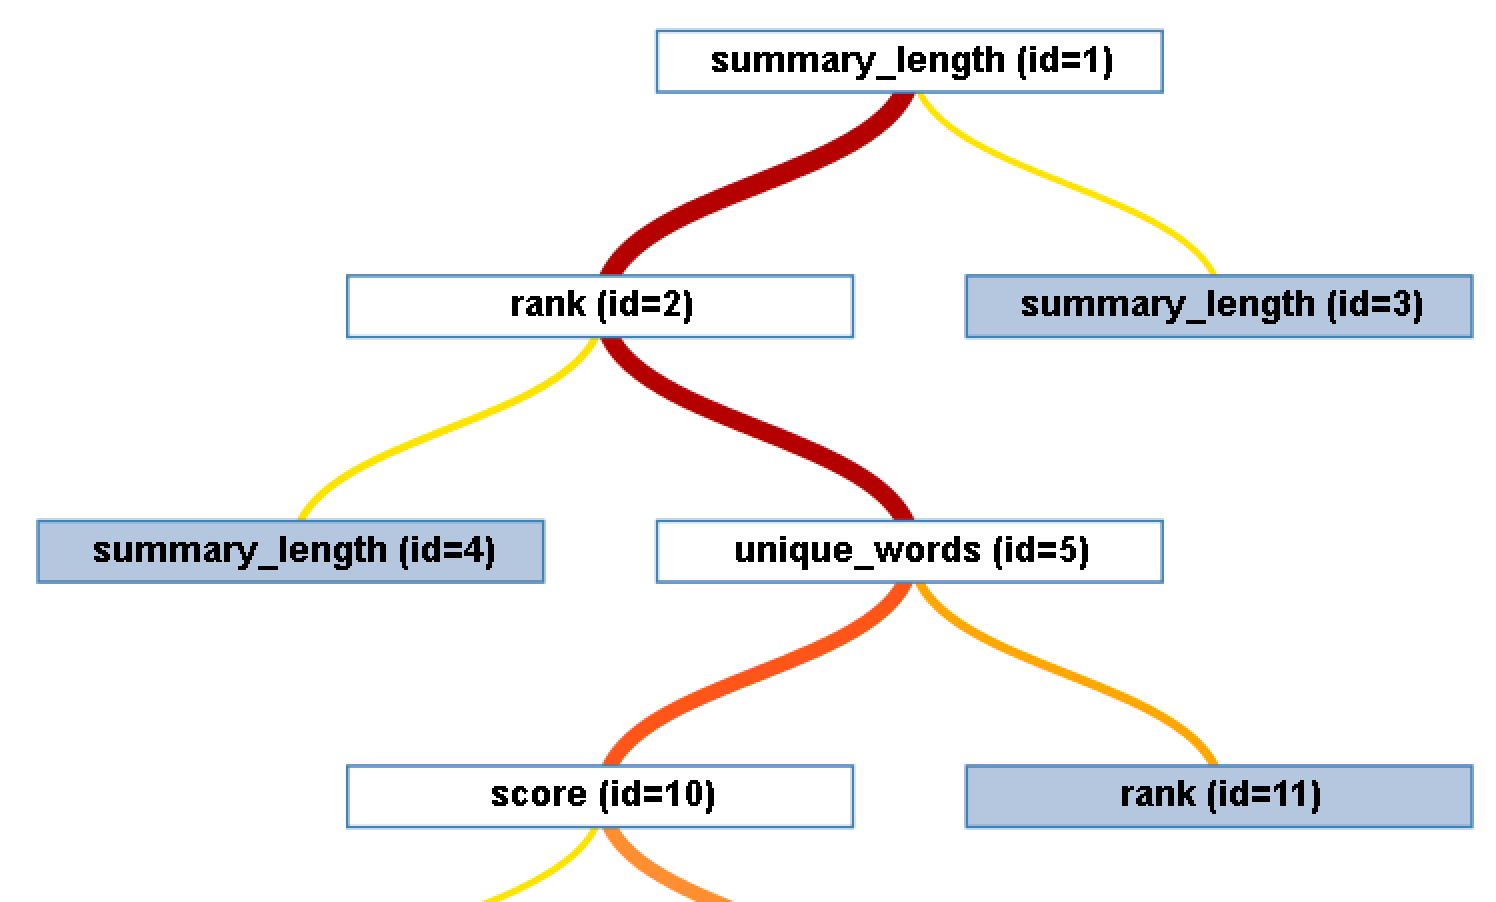 summary_length (id=1)
rank (id=2)
summary_length (id=3)
summary_length (id=4)
unique_words (id=5)
score (id=10)
rank (id=11)